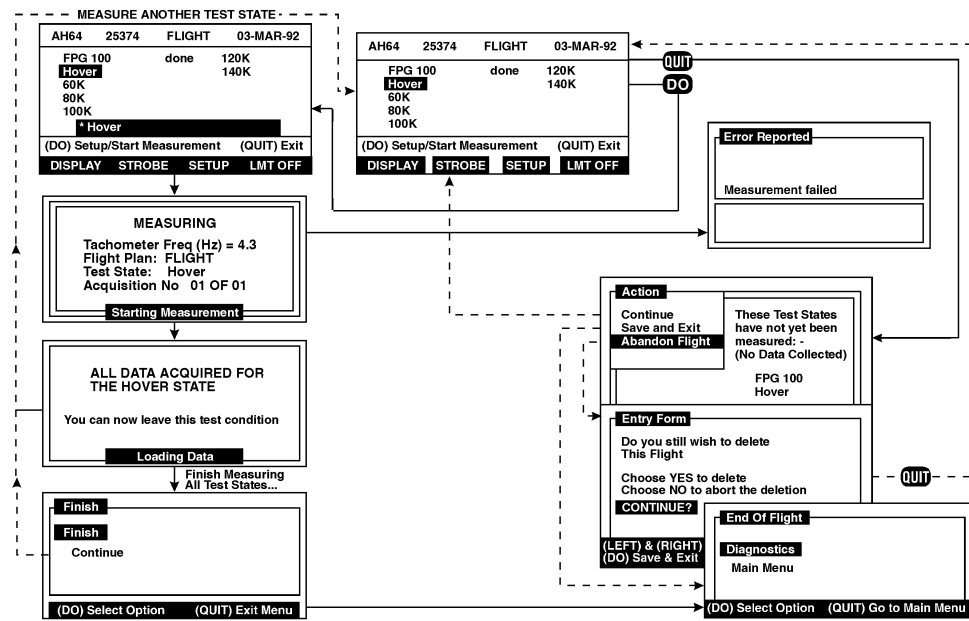 MEASURE ANOTHER TEST STATE
AH64 25374 FLIGHT 03-MAR-92
FPG 100 done 120K
Hover 140K
60K
80K
100K
* Hover
(DO) Setup/Start Measurement (QUIT) Exit
DISPLAY STROBE SETUP LMT OFF
AH64 25374 FLIGHT 03-MAR-92
FPG 100 done 120K
Hover 140K
60K
80K
100K
(DO) Setup/Start Measurement (QUIT) Exit
DISPLAY STROBE SETUP LMT OFF
QUIT
DO
Error Reported
Measurement failed
MEASURING
Tachometer Freq (Hz) = 4.3
Flight Plan: FLIGHT
Test State: Hover
Acquisition No 01 OF 01
Starting Measurement
ALL DATA ACQUIRED FOR
THE HOVER STATE
You can now leave this test condition
Loading Data
Finish Measuring
All Test States...
Finish
Finish
Continue
(DO) Select Option (QUIT) Exit Menu
Action
Continue
Save and Exit
Abandon Flight
These Test States
have not yet been
measured: -
(No Data Collected)
FPG 100
Hover
Entry Form
Do you still wish to delete
This Flight
Choose YES to delete
Choose NO to abort the deletion
CONTINUE?
(LEFT) & (RIGHT)
(DO) Save & Exit
QUIT
End Of Flight
Diagnostics
Main Menu
(DO) Select Option (QUIT) Go to Main Menu